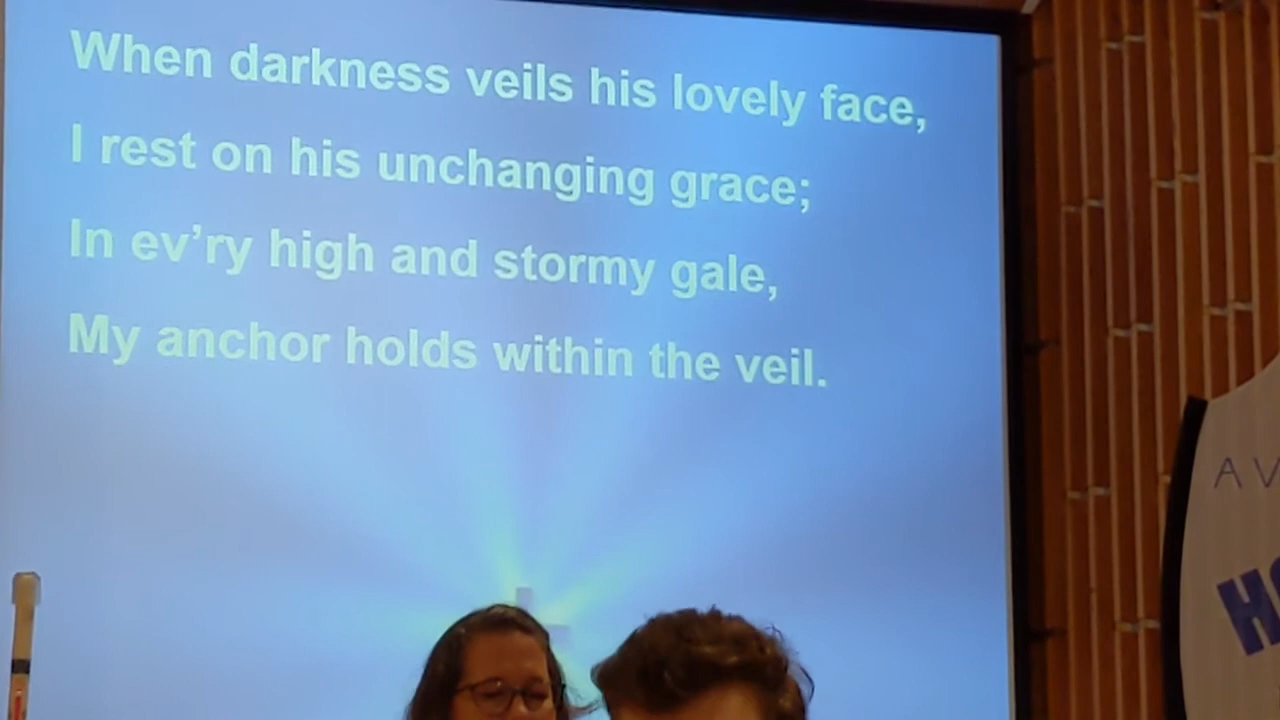 When darkness veils his lovely face,
I rest on his unchanging grace;
In ev’ry high and stormy gale,
My anchor holds within the veil.